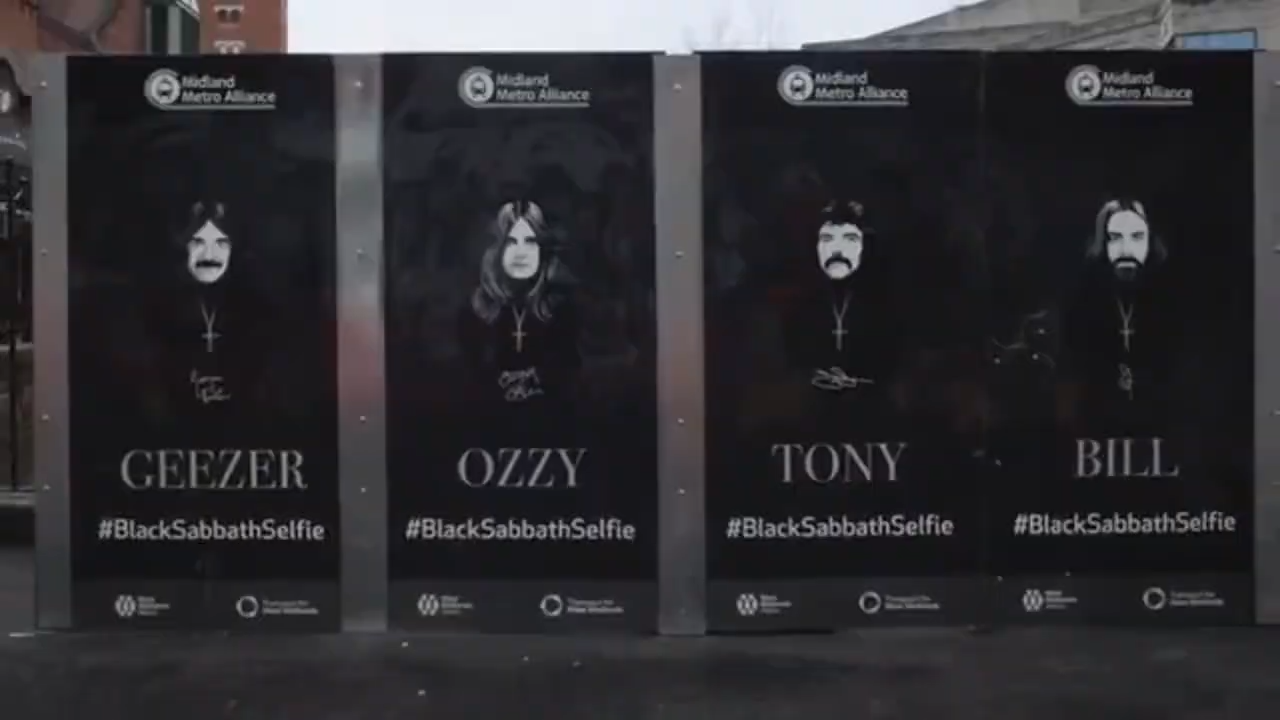 Midland
Metro Alliance
GEEZER
#BlackSabbathSelfie
Midland
Metro Alliance
OZZY
#BlackSabbathSelfie
Midland
Metro Alliance
TONY
#BlackSabbathSelfie
Midland
Metro Alliance
BILL
#BlackSabbathSelfie